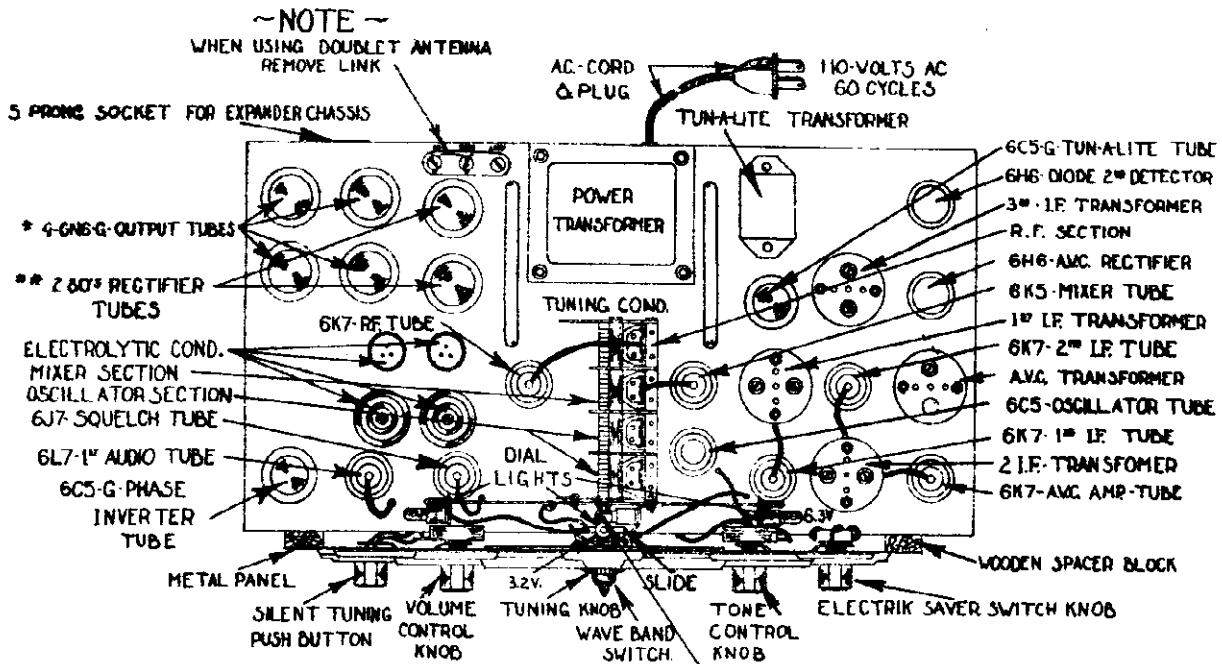 ~NOTE~
WHEN USING DOUBLET ANTENNA
REMOVE LINK
5 PRONG SOCKET FOR EXPANDER CHASSIS
A.C.-CORD
& PLUG
110-VOLTS AC
60 CYCLES
TUN-A-LITE TRANSFORMER
POWER
TRANSFORMER
* 4-6N6-G-OUTPUT TUBES
** 2 80'S RECTIFIER
TUBES
TUNING COND.
6K7-RF TUBE
ELECTROLYTIC COND.
MIXER SECTION
OSCILLATOR SECTION
6J7-SQUELCH TUBE
6L7-1ST AUDIO TUBE
6C5-G-PHASE
INVERTER
TUBE
DIAL
LIGHTS
6C5-G-TUN-A-LITE TUBE
6H6-DIODE 2ND DETECTOR
3RD I.F. TRANSFORMER
R.F. SECTION
6H6-A.V.C. RECTIFIER
6K5-MIXER TUBE
1ST I.F. TRANSFORMER
6K7-2ND I.F. TUBE
A.V.C. TRANSFORMER
6C5-OSCILLATOR TUBE
6K7-1ST I.F. TUBE
2 I.F.-TRANSFOMER
6K7-AVC AMP-TUBE
6.3V
METAL PANEL
SILENT TUNING
PUSH BUTTON
VOLUME
CONTROL
KNOB
3.2V.
TUNING KNOB
WAVE BAND
SWITCH
SLIDE
TONE
CONTROL
KNOB
ELECTRIK SAVER SWITCH KNOB
WOODEN SPACER BLOCK